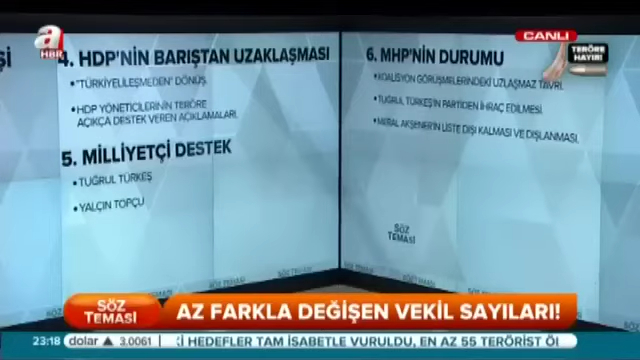 a
HBR
Şİ
4. HDP'NİN BARIŞTAN UZAKLAŞMASI
• "TÜRKİYELİLEŞMEDEN" DÖNÜŞ.
• HDP YÖNETİCİLERİNİN TERÖRE
AÇIKÇA DESTEK VEREN AÇIKLAMALARI.
5. MİLLİYETÇİ DESTEK
• TUĞRUL TÜRKEŞ
• YALÇIN TOPÇU
CANLI
TERÖRE
HAYIR!
6. MHP'NİN DURUMU
• KOALİSYON GÖRÜŞMELERİNDEKİ UZLAŞMAZ TAVRI.
• TUĞRUL TÜRKEŞ'İN PARTİDEN İHRAÇ EDİLMESİ.
• MERAL AKŞENER'İN LİSTE DIŞI KALMASI VE DIŞLANMASI.
SÖZ
TEMASI
SÖZ
TEMASI
AZ FARKLA DEĞİŞEN VEKİL SAYILARI!
23:18 dolar ▲ 3,0061 Kİ HEDEFLER TAM İSABETLE VURULDU, EN AZ 55 TERÖRİST ÖL